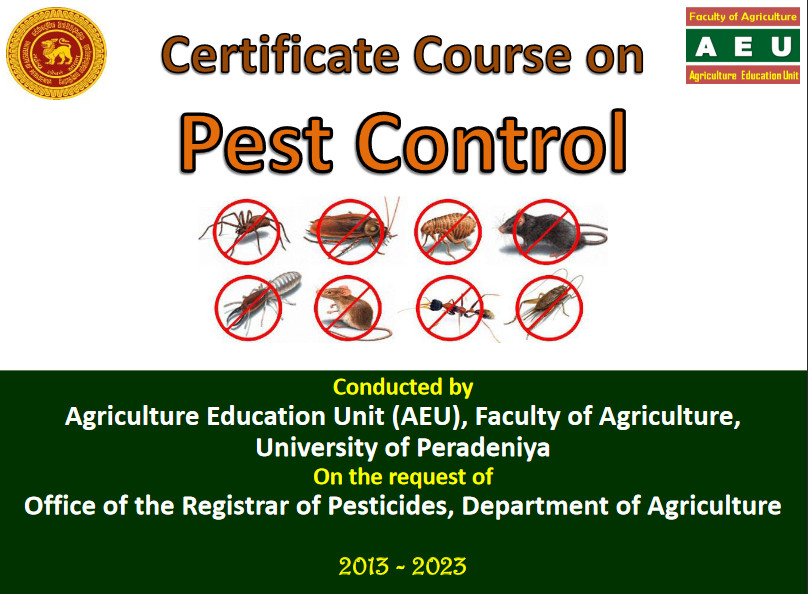 Faculty of Agriculture
AEU
Agriculture Education Unit
Certificate Course on
Pest Control
Conducted by
Agriculture Education Unit (AEU), Faculty of Agriculture,
University of Peradeniya
On the request of
Office of the Registrar of Pesticides, Department of Agriculture
2013 - 2023